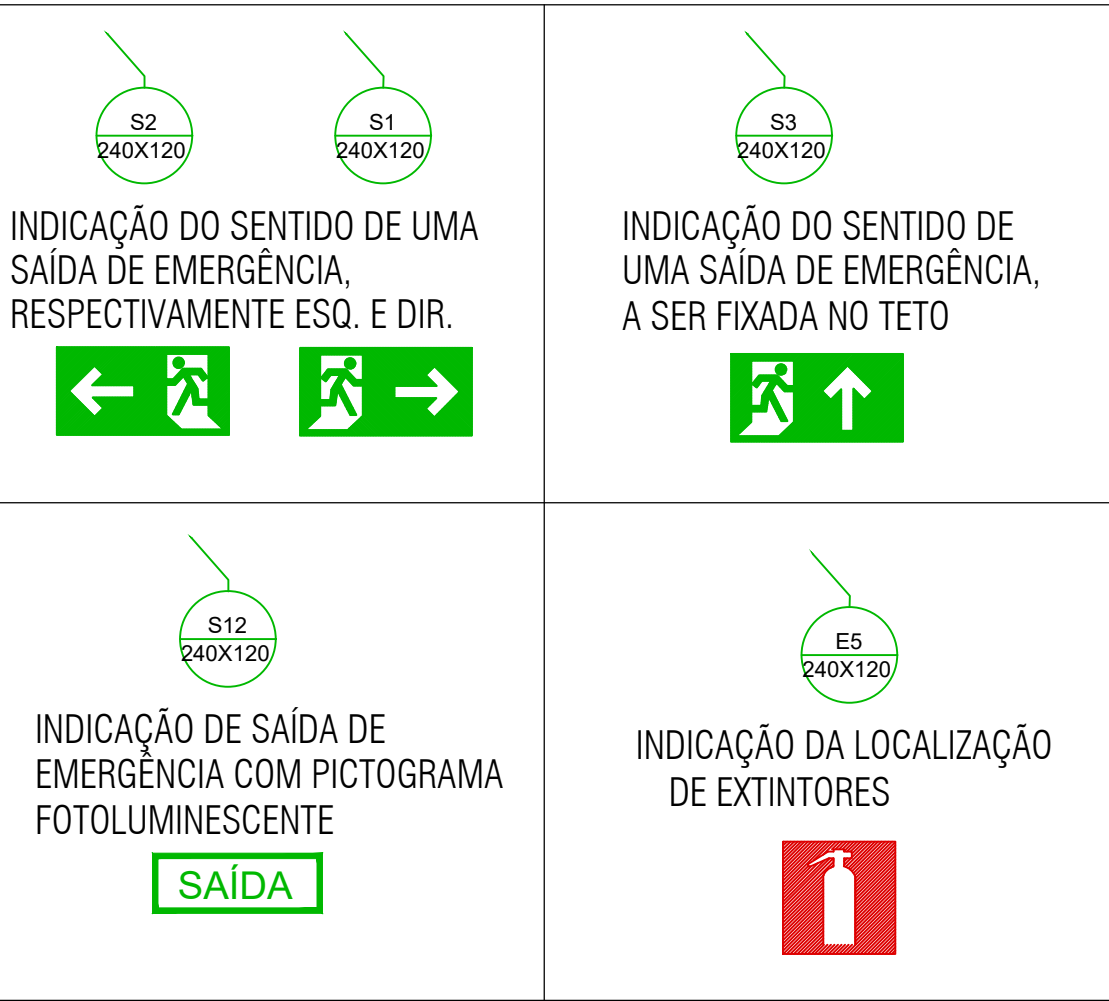 S2
240X120
S1
240X120
INDICAÇÃO DO SENTIDO DE UMA
SAÍDA DE EMERGÊNCIA,
RESPECTIVAMENTE ESQ. E DIR.
S3
240X120
INDICAÇÃO DO SENTIDO DE
UMA SAÍDA DE EMERGÊNCIA,
A SER FIXADA NO TETO
S12
240X120
INDICAÇÃO DE SAÍDA DE
EMERGÊNCIA COM PICTOGRAMA
FOTOLUMINESCENTE
SAÍDA
E5
240X120
INDICAÇÃO DA LOCALIZAÇÃO
DE EXTINTORES